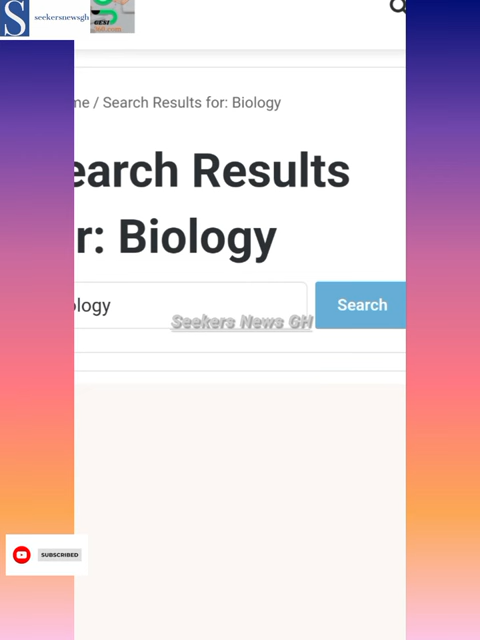 seekersnewsgh
me / Search Results for: Biology
earch Results
r: Biology
ology
Search
Seekers News GH
SUBSCRIBED